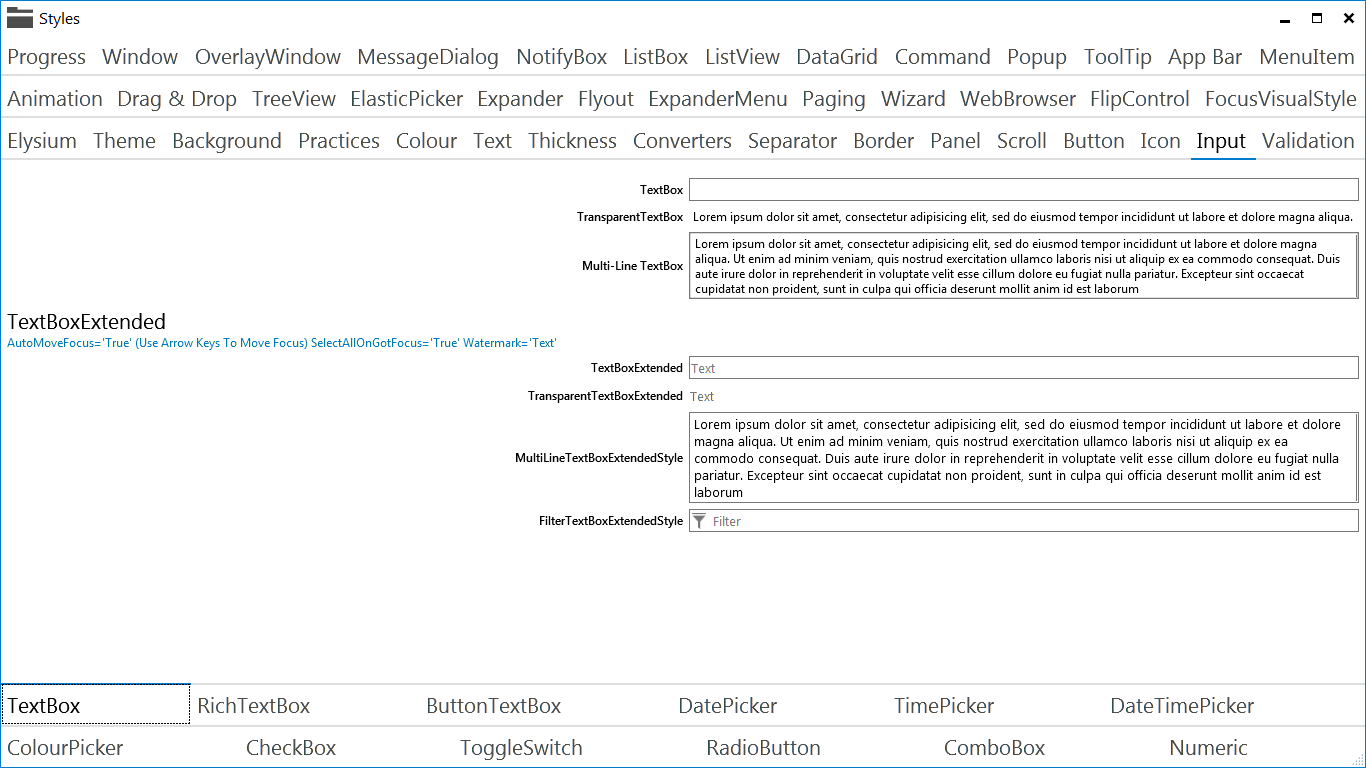 Styles
Progress Window OverlayWindow MessageDialog NotifyBox ListBox ListView DataGrid Command Popup ToolTip App Bar MenuItem
Animation Drag & Drop TreeView ElasticPicker Expander Flyout ExpanderMenu Paging Wizard WebBrowser FlipControl FocusVisualStyle
Elysium Theme Background Practices Colour Text Thickness Converters Separator Border Panel Scroll Button Icon Input Validation
TextBox
TransparentTextBox Lorem ipsum dolor sit amet, consectetur adipisicing elit, sed do eiusmod tempor incididunt ut labore et dolore magna aliqua.
Multi-Line TextBox
Lorem ipsum dolor sit amet, consectetur adipisicing elit, sed do eiusmod tempor incididunt ut labore et dolore magna
aliqua. Ut enim ad minim veniam, quis nostrud exercitation ullamco laboris nisi ut aliquip ex ea commodo consequat. Duis
aute irure dolor in reprehenderit in voluptate velit esse cillum dolore eu fugiat nulla pariatur. Excepteur sint occaecat
cupidatat non proident, sunt in culpa qui officia deserunt mollit anim id est laborum
TextBoxExtended
AutoMoveFocus='True' (Use Arrow Keys To Move Focus) SelectAllOnGotFocus='True' Watermark='Text'
TextBoxExtended Text
TransparentTextBoxExtended Text
MultiLineTextBoxExtendedStyle
Lorem ipsum dolor sit amet, consectetur adipisicing elit, sed do eiusmod tempor incididunt ut labore et dolore
magna aliqua. Ut enim ad minim veniam, quis nostrud exercitation ullamco laboris nisi ut aliquip ex ea
commodo consequat. Duis aute irure dolor in reprehenderit in voluptate velit esse cillum dolore eu fugiat nulla
pariatur. Excepteur sint occaecat cupidatat non proident, sunt in culpa qui officia deserunt mollit anim id est
laborum
FilterTextBoxExtendedStyle Filter
TextBox RichTextBox ButtonTextBox DatePicker TimePicker DateTimePicker
ColourPicker CheckBox ToggleSwitch RadioButton ComboBox Numeric